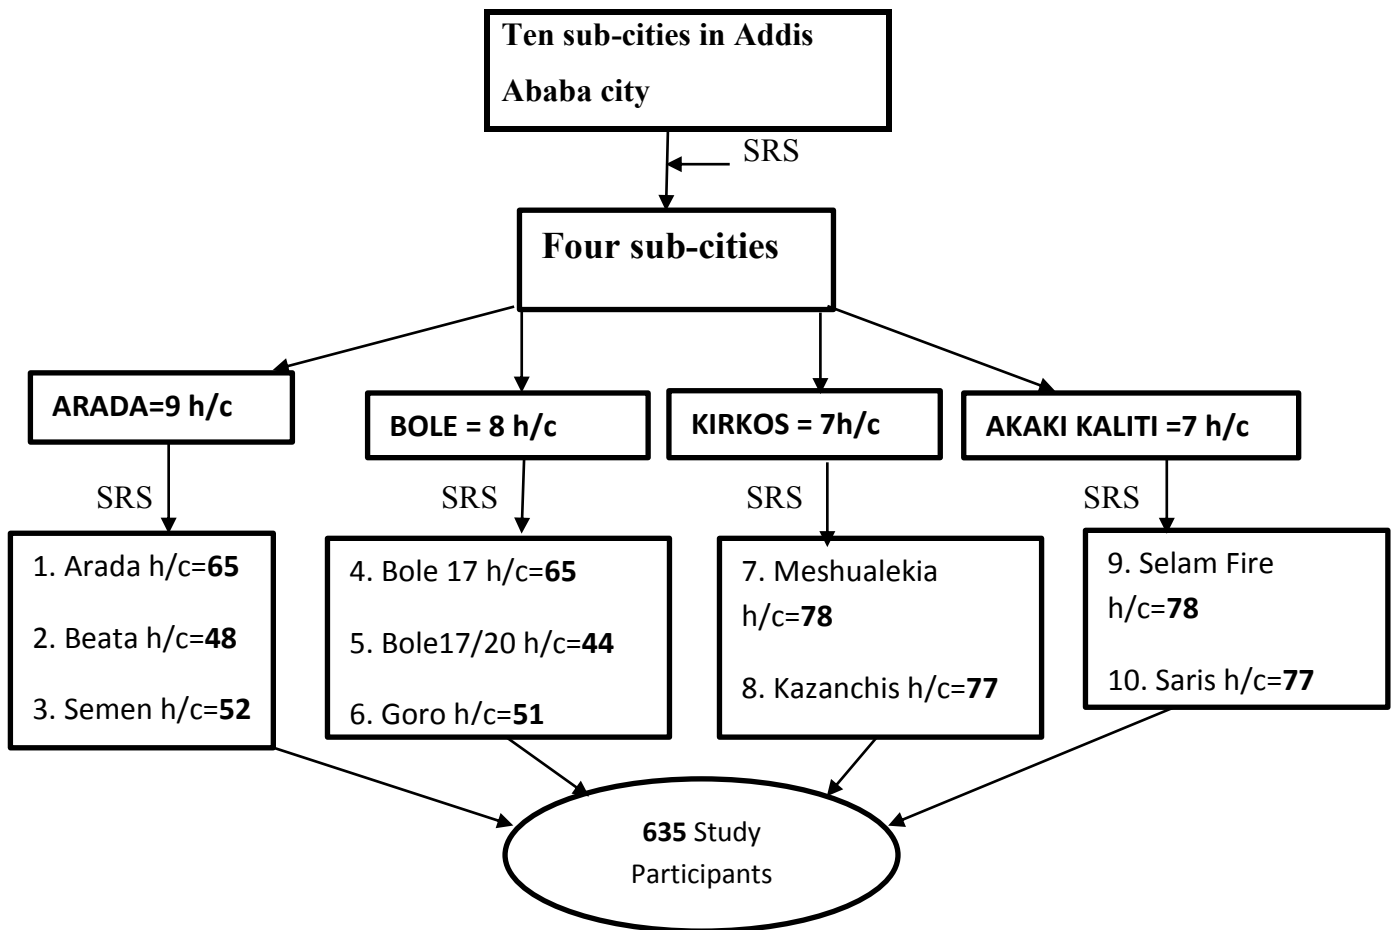 Ten sub-cities in Addis
Ababa city
SRS
Four sub-cities
ARADA=9 h/c
BOLE = 8 h/c
KIRKOS = 7h/c
AKAKI KALITI =7 h/c
SRS
SRS
SRS
SRS
1. Arada h/c=65
2. Beata h/c=48
3. Semen h/c=52
4. Bole 17 h/c=65
5. Bole17/20 h/c=44
6. Goro h/c=51
7. Meshualekia
h/c=78
8. Kazanchis h/c=77
9. Selam Fire
h/c=78
10. Saris h/c=77
635 Study
Participants